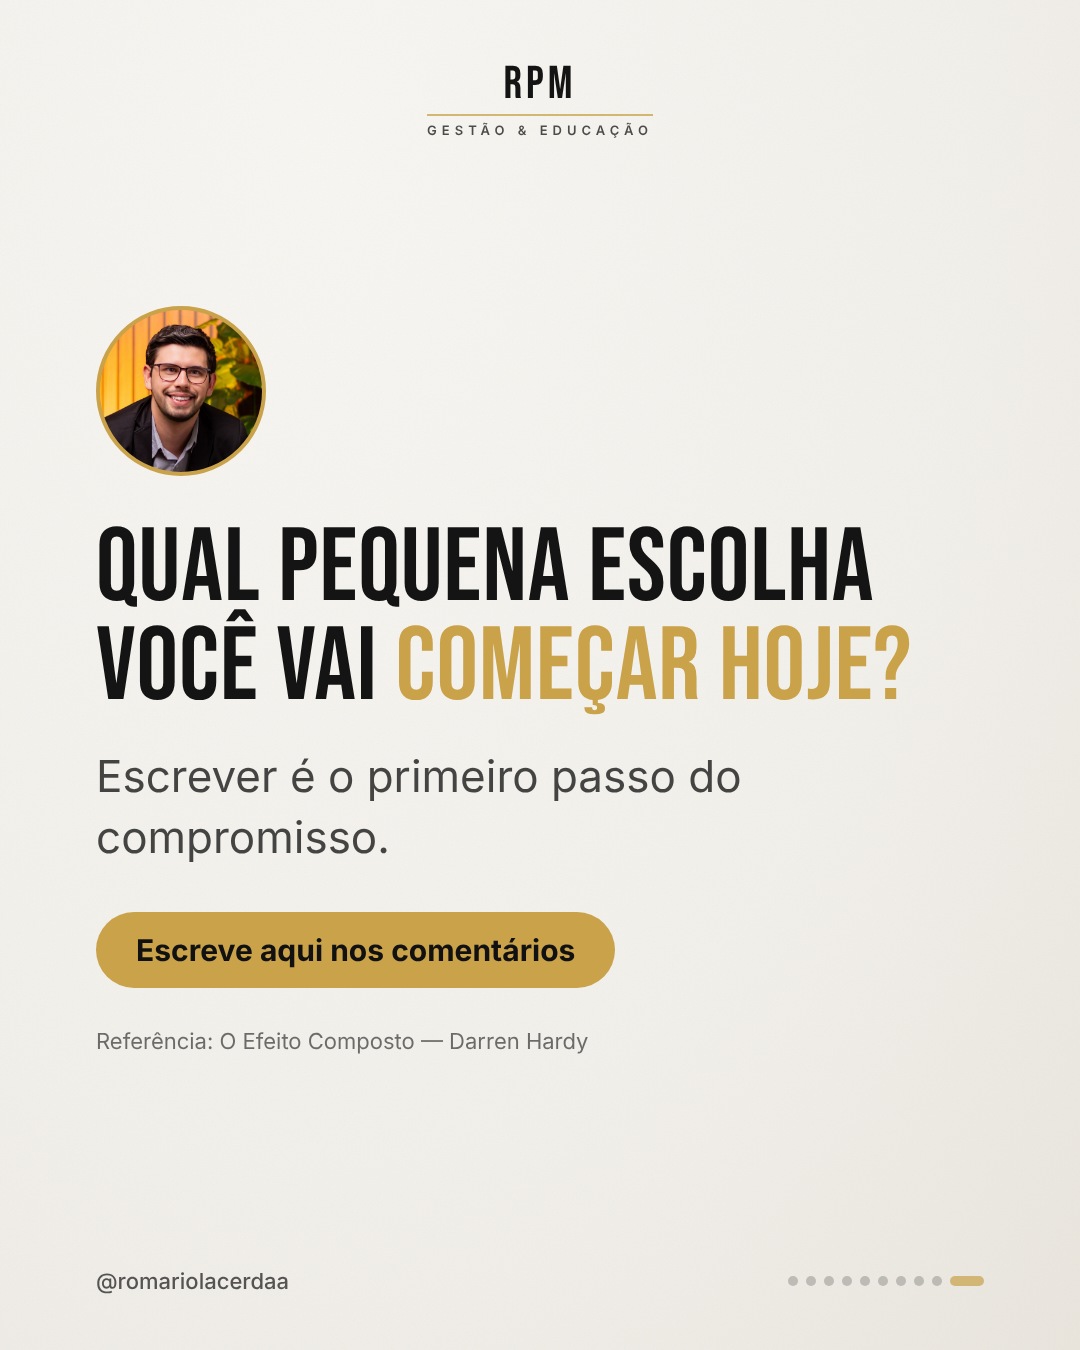 RPM
GESTÃO & EDUCAÇÃO
QUAL PEQUENA ESCOLHA
VOCÊ VAI COMEÇAR HOJE?
Escrever é o primeiro passo do
compromisso.
Escreve aqui nos comentários
Referência: O Efeito Composto — Darren Hardy
@romariolacerdaa